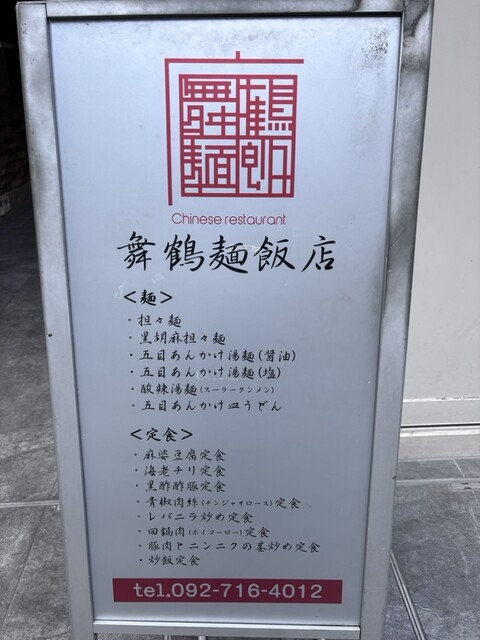 舞鶴麺飯店
Chinese restaurant
舞鶴麺飯店
<麺>
・担々麺
・黒胡麻担々麺
・五目あんかけ湯麺(醤油)
・五目あんかけ湯麺(塩)
・酸辣湯麺(スーラータンメン)
・五目あんかけ皿うどん
<定食>
・麻婆豆腐定食
・海老チリ定食
・黒酢酢豚定食
・青椒肉絲(チンジャオロース)定食
・レバニラ炒め定食
・回鍋肉(ホイコーロー)定食
・豚肉とニンニクの茎炒め定食
・炒飯定食
tel.092-716-4012